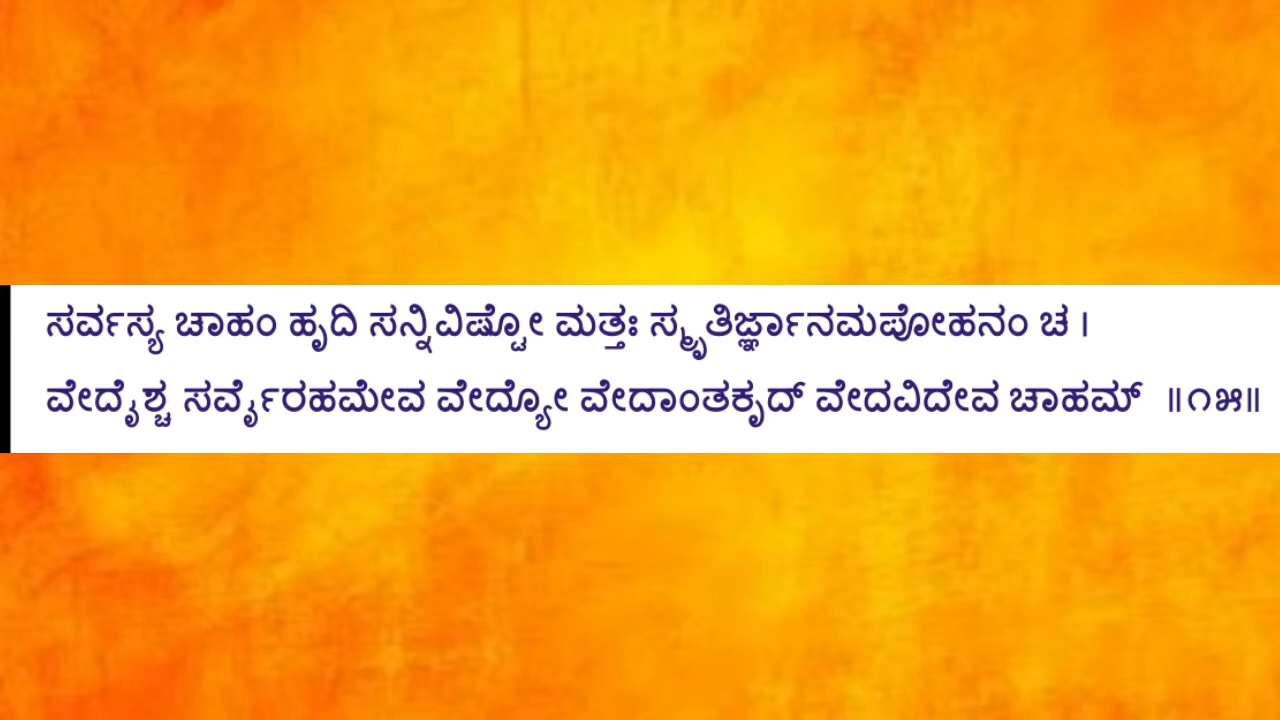 ಸರ್ವಸ್ಯ ಚಾಹಂ ಹೃದಿ ಸನ್ನಿವಿಷ್ಟೋ ಮತ್ತಃ ಸ್ಮೃತಿರ್ಜ್ಞಾನಮಪೋಹನಂ ಚ ।
ವೇದೈಶ್ಚ ಸರ್ವೈರಹಮೇವ ವೇದ್ಯೋ ವೇದಾಂತಕೃದ್ ವೇದವಿದೇವ ಚಾಹಮ್ ॥೧೫॥